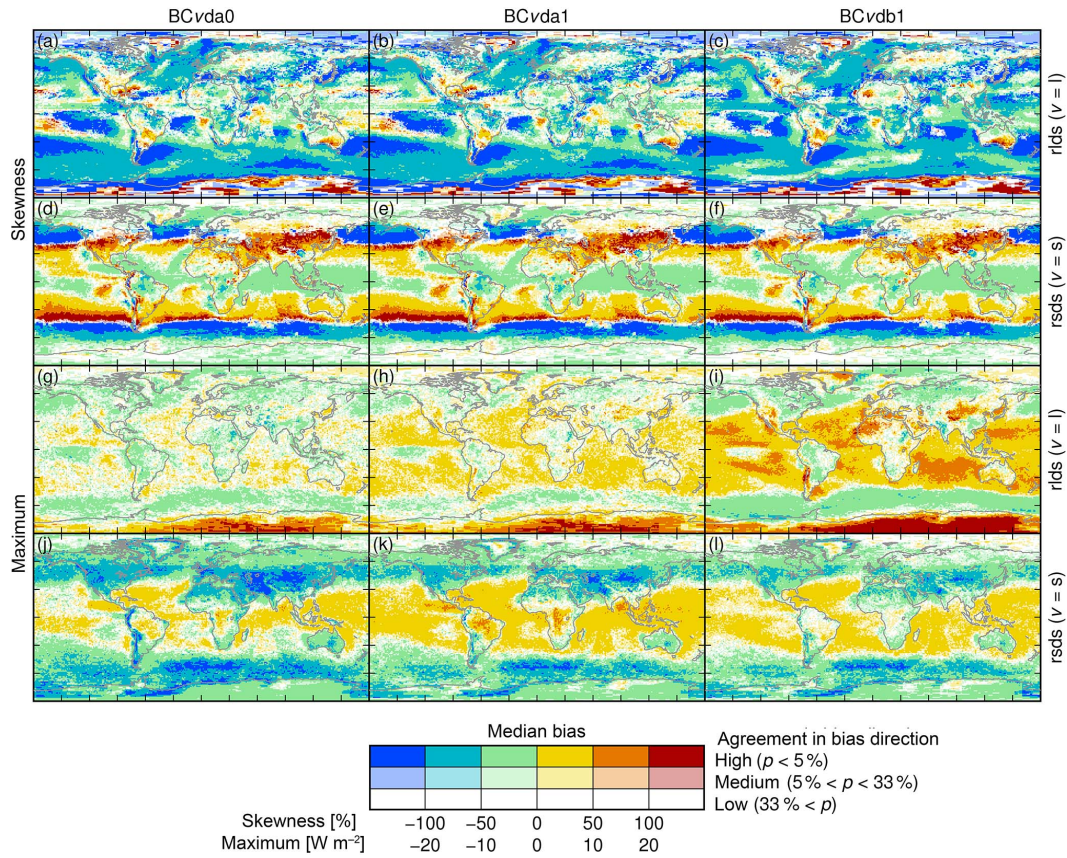 BCvda0 BCvda1 BCvdb1
(a) (b) (c)
Skewness
rlds (v = l)
(d) (e) (f)
rsds (v = s)
(g) (h) (i)
Maximum
rlds (v = l)
(j) (k) (l)
rsds (v = s)
Median bias
Agreement in bias direction
High (p < 5 %)
Medium (5 % < p < 33 %)
Low (33 % < p)
Skewness [%] −100 −50 0 50 100
Maximum [W m−2] −20 −10 0 10 20